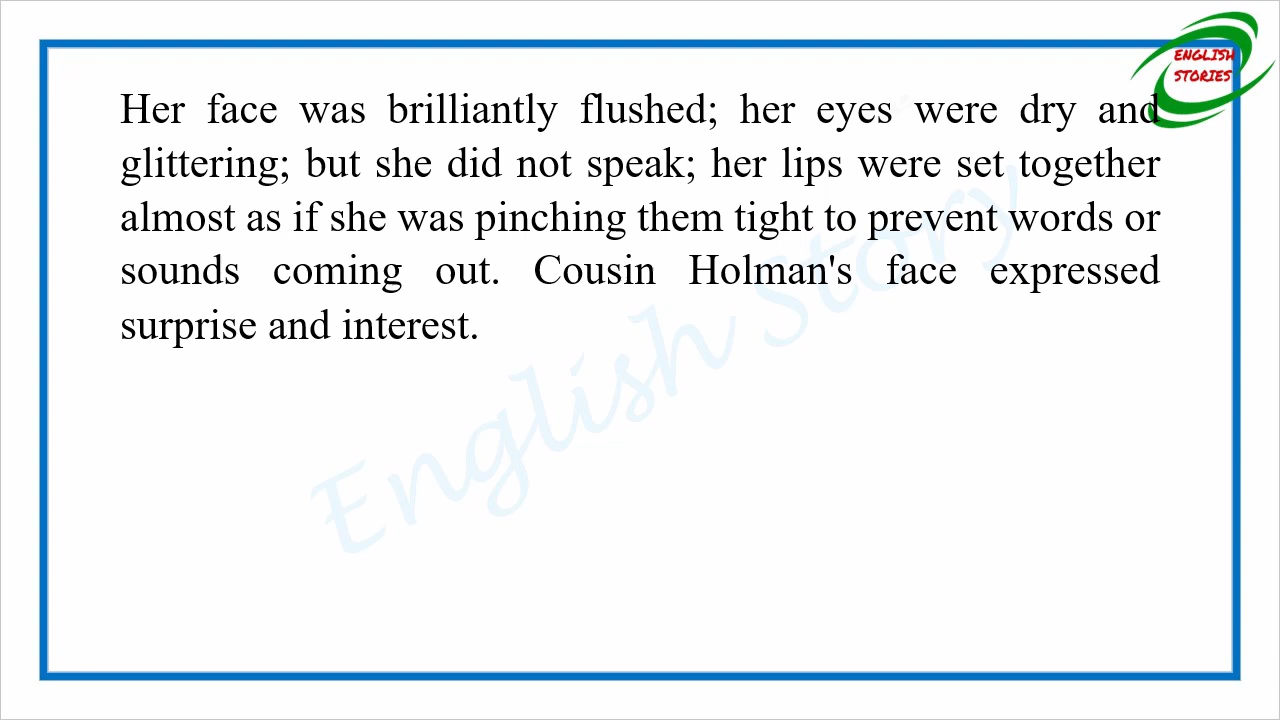 ENGLISH
STORIES
Her face was brilliantly flushed; her eyes were dry and
glittering; but she did not speak; her lips were set together
almost as if she was pinching them tight to prevent words or
sounds coming out. Cousin Holman's face expressed
surprise and interest.
English Story